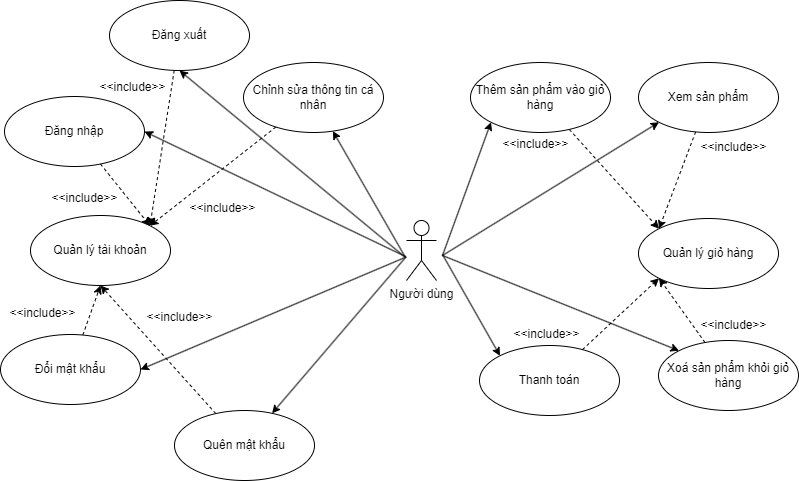 Đăng xuất
<<include>>
<<include>>
Chỉnh sửa thông tin cá
nhân
Thêm sản phẩm vào giỏ
hàng
Xem sản phẩm
Đăng nhập
<<include>>
<<include>>
<<include>>
<<include>>
<<include>>
Quản lý tài khoản
Người dùng
Quản lý giỏ hàng
<<include>>
<<include>>
<<include>>
<<include>>
Đổi mật khẩu
Thanh toán
Xoá sản phẩm khỏi giỏ
hàng
Quên mật khẩu